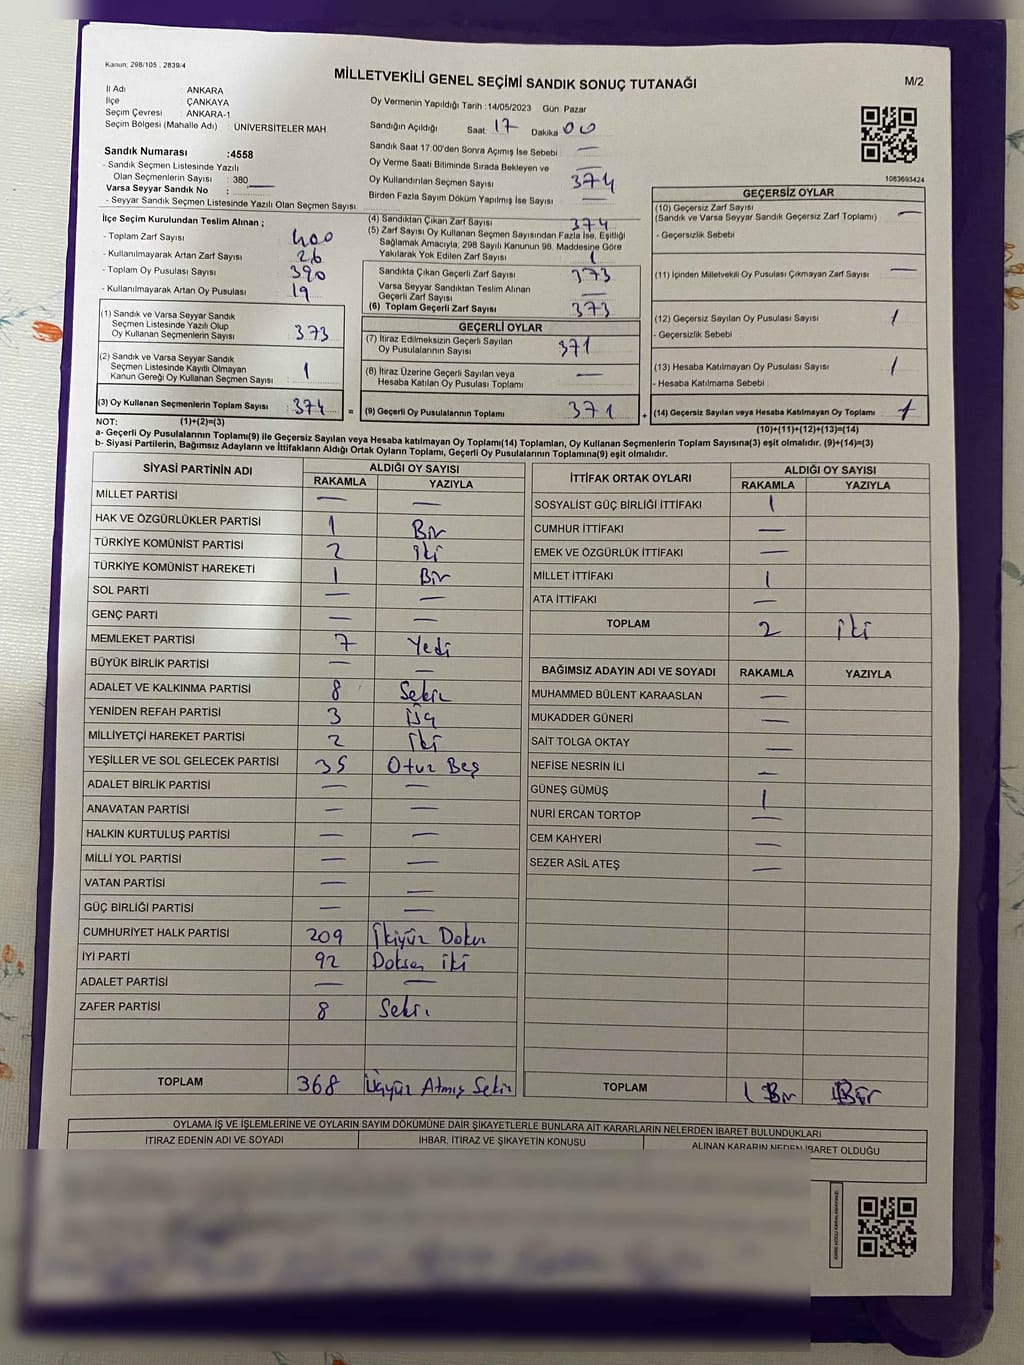 Kanun: 298/105 , 2839/4
MİLLETVEKİLİ GENEL SEÇİMİ SANDIK SONUÇ TUTANAĞI
M/2
İl Adı : ANKARA
İlçe : ÇANKAYA
Seçim Çevresi : ANKARA-1
Seçim Bölgesi (Mahalle Adı) : ÜNİVERSİTELER MAH
Sandık Numarası :4558
- Sandık Seçmen Listesinde Yazılı
Olan Seçmenlerin Sayısı : 380
Varsa Seyyar Sandık No : —
- Seyyar Sandık Seçmen Listesinde Yazılı Olan Seçmen Sayısı
Oy Vermenin Yapıldığı Tarih :14/05/2023 Gün: Pazar
Sandığın Açıldığı Saat: 17 Dakika 00
Sandık Saat 17:00'den Sonra Açımış İse Sebebi : —
Oy Verme Saati Bitiminde Sırada Bekleyen ve
Oy Kullandırılan Seçmen Sayısı 374
Birden Fazla Sayım Döküm Yapılmış İse Sayısı —
1083693424
İlçe Seçim Kurulundan Teslim Alınan ;
- Toplam Zarf Sayısı : 400
- Kullanılmayarak Artan Zarf Sayısı : 26
- Toplam Oy Pusulası Sayısı : 390
- Kullanılmayarak Artan Oy Pusulası : 19
(1) Sandık ve Varsa Seyyar Sandık
Seçmen Listesinde Yazılı Olup
Oy Kullanan Seçmenlerin Sayısı : 373
(2) Sandık ve Varsa Seyyar Sandık
Seçmen Listesinde Kayıtlı Olmayan
Kanun Gereği Oy Kullanan Seçmen Sayısı : 1
(3) Oy Kullanan Seçmenlerin Toplam Sayısı : 374
(1)+(2)=(3)
(4) Sandıktan Çıkan Zarf Sayısı 374
(5) Zarf Sayısı Oy Kullanan Seçmen Sayısından Fazla İse, Eşitliği
Sağlamak Amacıyla, 298 Sayılı Kanunun 98. Maddesine Göre
Yakılarak Yok Edilen Zarf Sayısı : 1
Sandıkta Çıkan Geçerli Zarf Sayısı : 373
Varsa Seyyar Sandıktan Teslim Alınan
Geçerli Zarf Sayısı : —
(6) Toplam Geçerli Zarf Sayısı : 373
GEÇERLİ OYLAR
(7) İtiraz Edilmeksizin Geçerli Sayılan
Oy Pusulalarının Sayısı : 371
(8) İtiraz Üzerine Geçerli Sayılan veya
Hesaba Katılan Oy Pusulası Toplamı : —
= (9) Geçerli Oy Pusulalarının Toplamı : 371
GEÇERSİZ OYLAR
(10) Geçersiz Zarf Sayısı —
(Sandık ve Varsa Seyyar Sandık Geçersiz Zarf Toplamı)
- Geçersizlik Sebebi
(11) İçinden Milletvekili Oy Pusulası Çıkmayan Zarf Sayısı : —
(12) Geçersiz Sayılan Oy Pusulası Sayısı : 1
- Geçersizlik Sebebi
(13) Hesaba Katılmayan Oy Pusulası Sayısı : 1
- Hesaba Katılmama Sebebi :
+ (14) Geçersiz Sayılan veya Hesaba Katılmayan Oy Toplamı : 1
(10)+(11)+(12)+(13)=(14)
NOT:
a- Geçerli Oy Pusulalarının Toplamı(9) ile Geçersiz Sayılan veya Hesaba katılmayan Oy Toplamı(14) Toplamları, Oy Kullanan Seçmenlerin Toplam Sayısına(3) eşit olmalıdır. (9)+(14)=(3)
b- Siyasi Partilerin, Bağımsız Adayların ve İttifakların Aldığı Ortak Oyların Toplamı, Geçerli Oy Pusulalarının Toplamına(9) eşit olmalıdır.
SİYASİ PARTİNİN ADI ALDIĞI OY SAYISI
RAKAMLA YAZIYLA
MİLLET PARTİSİ — —
HAK VE ÖZGÜRLÜKLER PARTİSİ 1 Bir
TÜRKİYE KOMÜNİST PARTİSİ 2 iki
TÜRKİYE KOMÜNİST HAREKETİ 1 Bir
SOL PARTİ — —
GENÇ PARTİ — —
MEMLEKET PARTİSİ 7 Yedi
BÜYÜK BİRLİK PARTİSİ — —
ADALET VE KALKINMA PARTİSİ 8 Sekiz
YENİDEN REFAH PARTİSİ 3 üç
MİLLİYETÇİ HAREKET PARTİSİ 2 iki
YEŞİLLER VE SOL GELECEK PARTİSİ 35 Otuz Beş
ADALET BİRLİK PARTİSİ — —
ANAVATAN PARTİSİ — —
HALKIN KURTULUŞ PARTİSİ — —
MİLLİ YOL PARTİSİ — —
VATAN PARTİSİ — —
GÜÇ BİRLİĞİ PARTİSİ — —
CUMHURİYET HALK PARTİSİ 209 İkiyüz Dokuz
İYİ PARTİ 92 Doksan iki
ADALET PARTİSİ — —
ZAFER PARTİSİ 8 Sekiz
TOPLAM 368 Üçyüz Atmış Sekiz
İTTİFAK ORTAK OYLARI ALDIĞI OY SAYISI
RAKAMLA YAZIYLA
SOSYALİST GÜÇ BİRLİĞİ İTTİFAKI 1
CUMHUR İTTİFAKI —
EMEK VE ÖZGÜRLÜK İTTİFAKI —
MİLLET İTTİFAKI 1
ATA İTTİFAKI —
TOPLAM 2 iki
BAĞIMSIZ ADAYIN ADI VE SOYADI RAKAMLA YAZIYLA
MUHAMMED BÜLENT KARAASLAN —
MUKADDER GÜNERİ —
SAİT TOLGA OKTAY —
NEFİSE NESRİN İLİ —
GÜNEŞ GÜMÜŞ 1
NURİ ERCAN TORTOP —
CEM KAHYERİ —
SEZER ASİL ATEŞ —
TOPLAM 1 Bir Bir
OYLAMA İŞ VE İŞLEMLERİNE VE OYLARIN SAYIM DÖKÜMÜNE DAİR ŞİKAYETLERLE BUNLARA AİT KARARLARIN NELERDEN İBARET BULUNDUKLARI
İTİRAZ EDENİN ADI VE SOYADI İHBAR, İTİRAZ VE ŞİKAYETİN KONUSU ALINAN KARARIN NEDEN İBARET OLDUĞU